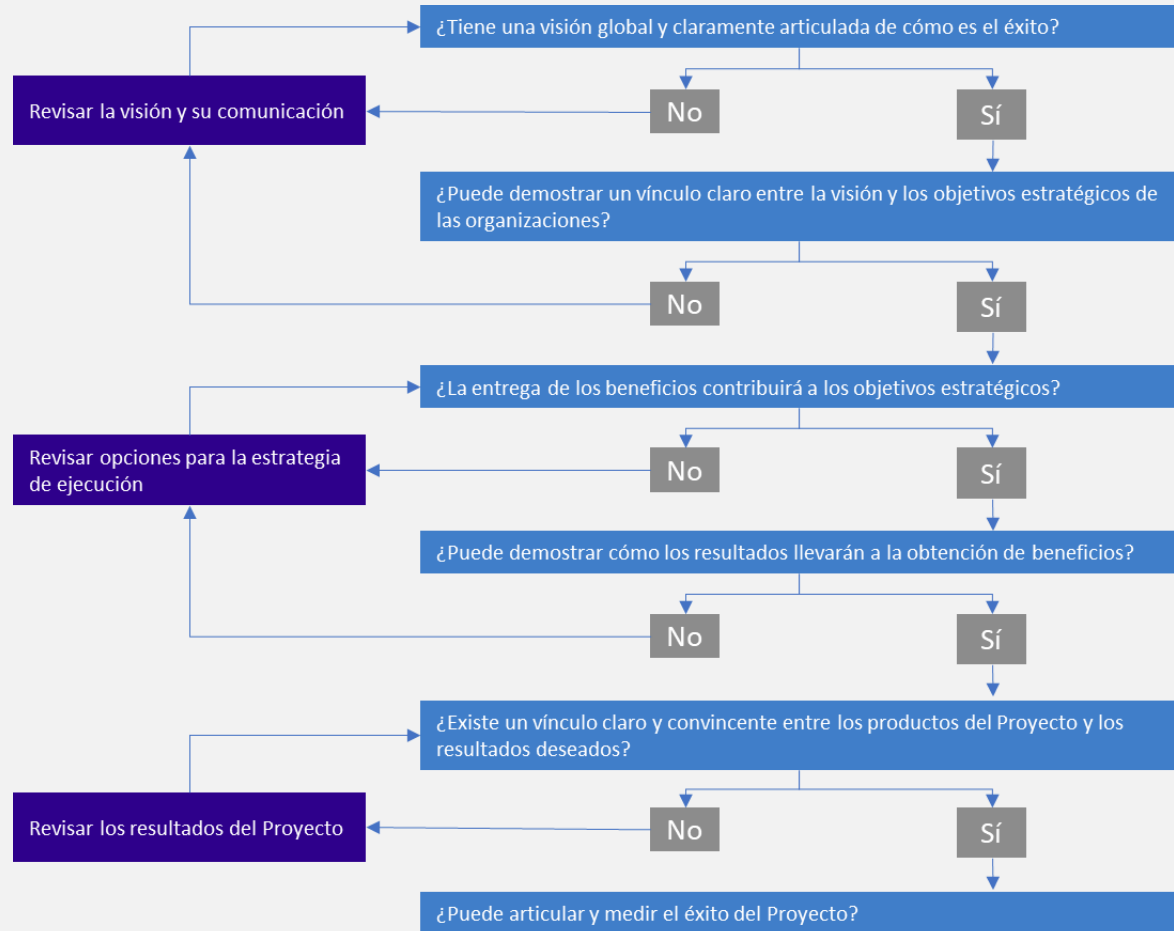 ¿Tiene una visión global y claramente articulada de cómo es el éxito?
Revisar la visión y su comunicación
No
Sí
¿Puede demostrar un vínculo claro entre la visión y los objetivos estratégicos de
las organizaciones?
No
Sí
¿La entrega de los beneficios contribuirá a los objetivos estratégicos?
Revisar opciones para la estrategia
de ejecución
No
Sí
¿Puede demostrar cómo los resultados llevarán a la obtención de beneficios?
No
Sí
¿Existe un vínculo claro y convincente entre los productos del Proyecto y los
resultados deseados?
Revisar los resultados del Proyecto
No
Sí
¿Puede articular y medir el éxito del Proyecto?